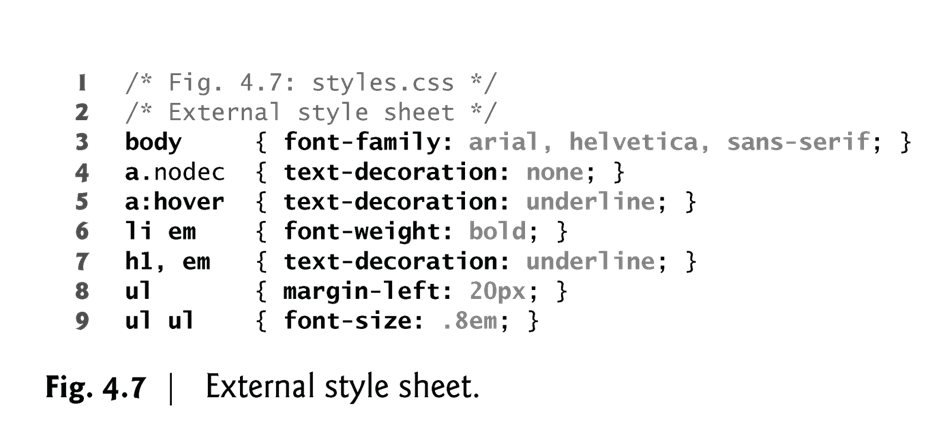 1 /* Fig. 4.7: styles.css */
2 /* External style sheet */
3 body { font-family: arial, helvetica, sans-serif; }
4 a.nodec { text-decoration: none; }
5 a:hover { text-decoration: underline; }
6 li em { font-weight: bold; }
7 h1, em { text-decoration: underline; }
8 ul { margin-left: 20px; }
9 ul ul { font-size: .8em; }
Fig. 4.7 | External style sheet.